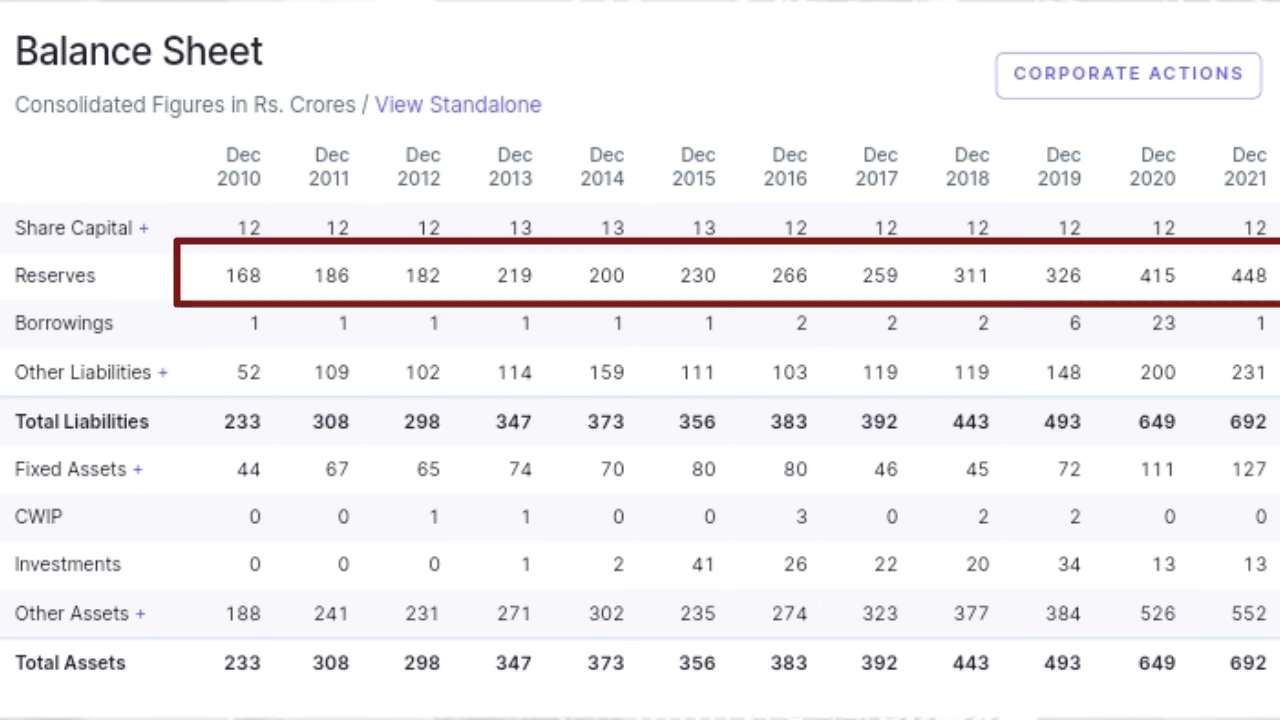 Balance Sheet
CORPORATE ACTIONS
Consolidated Figures in Rs. Crores / View Standalone
Dec 2010 Dec 2011 Dec 2012 Dec 2013 Dec 2014 Dec 2015 Dec 2016 Dec 2017 Dec 2018 Dec 2019 Dec 2020 Dec 2021
Share Capital + 12 12 12 13 13 13 12 12 12 12 12 12
Reserves 168 186 182 219 200 230 266 259 311 326 415 448
Borrowings 1 1 1 1 1 1 2 2 2 6 23 1
Other Liabilities + 52 109 102 114 159 111 103 119 119 148 200 231
Total Liabilities 233 308 298 347 373 356 383 392 443 493 649 692
Fixed Assets + 44 67 65 74 70 80 80 46 45 72 111 127
CWIP 0 0 1 1 0 0 3 0 2 2 0 0
Investments 0 0 0 1 2 41 26 22 20 34 13 13
Other Assets + 188 241 231 271 302 235 274 323 377 384 526 552
Total Assets 233 308 298 347 373 356 383 392 443 493 649 692